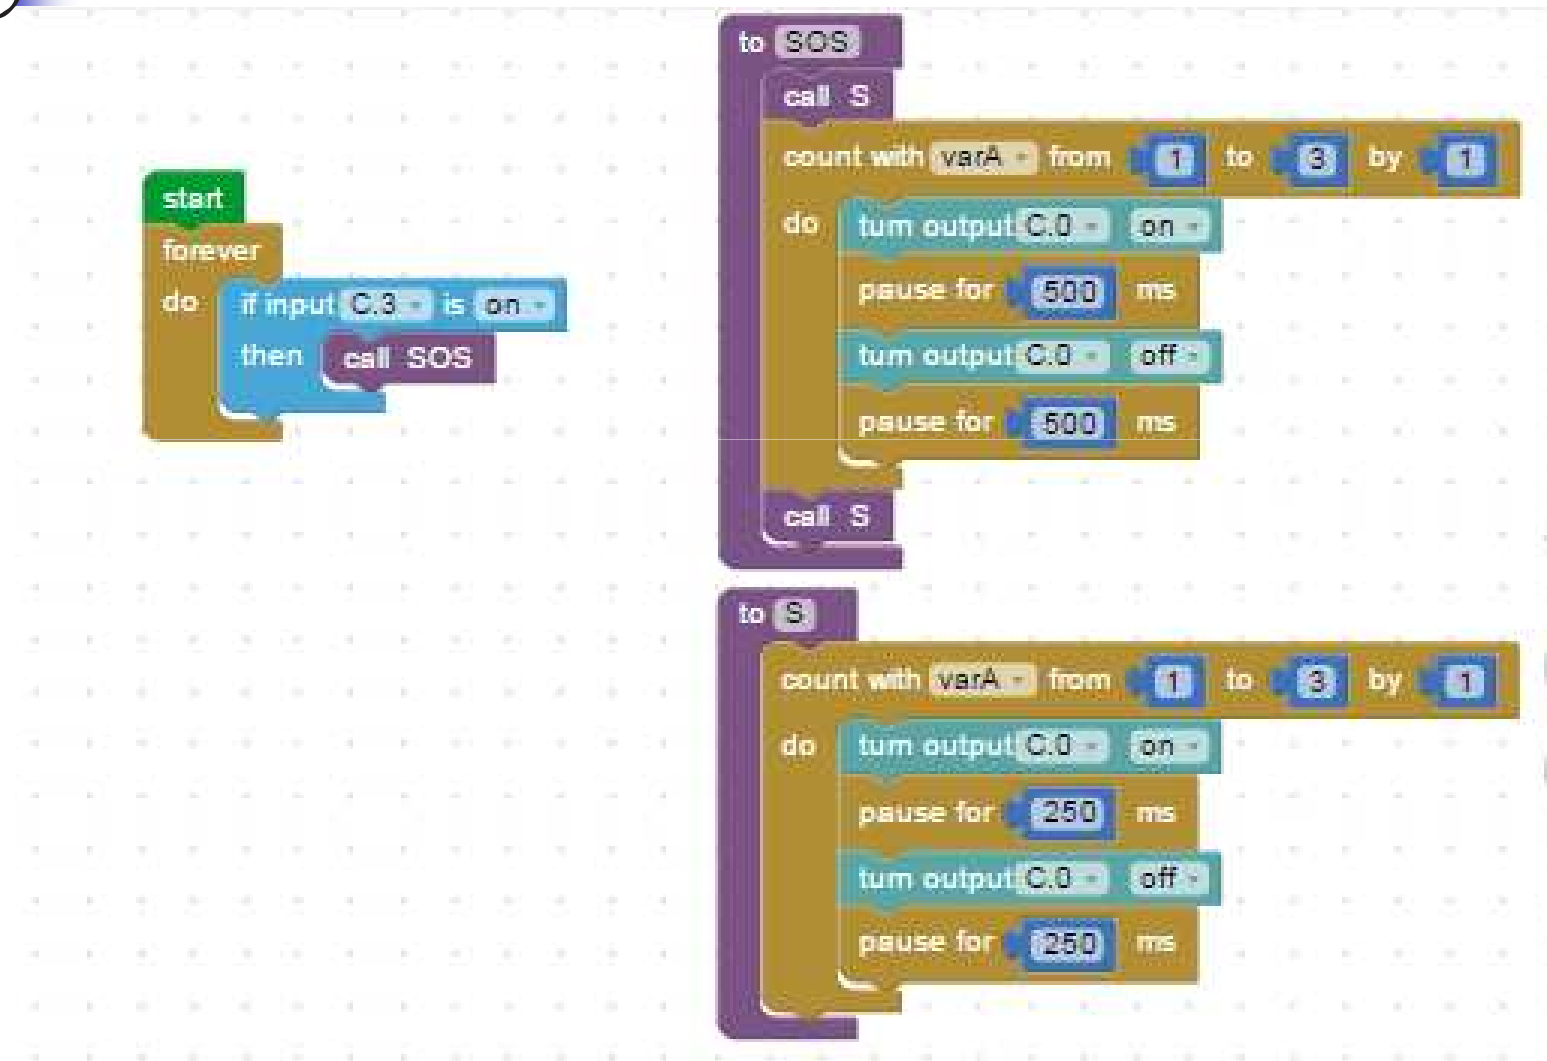 start
forever
do if input C.3 is on
then call SOS
to SOS
call S
count with varA from 1 to 3 by 1
do turn output C.0 on
pause for 500 ms
turn output C.0 off
pause for 500 ms
call S
to S
count with varA from 1 to 3 by 1
do turn output C.0 on
pause for 250 ms
turn output C.0 off
pause for 250 ms